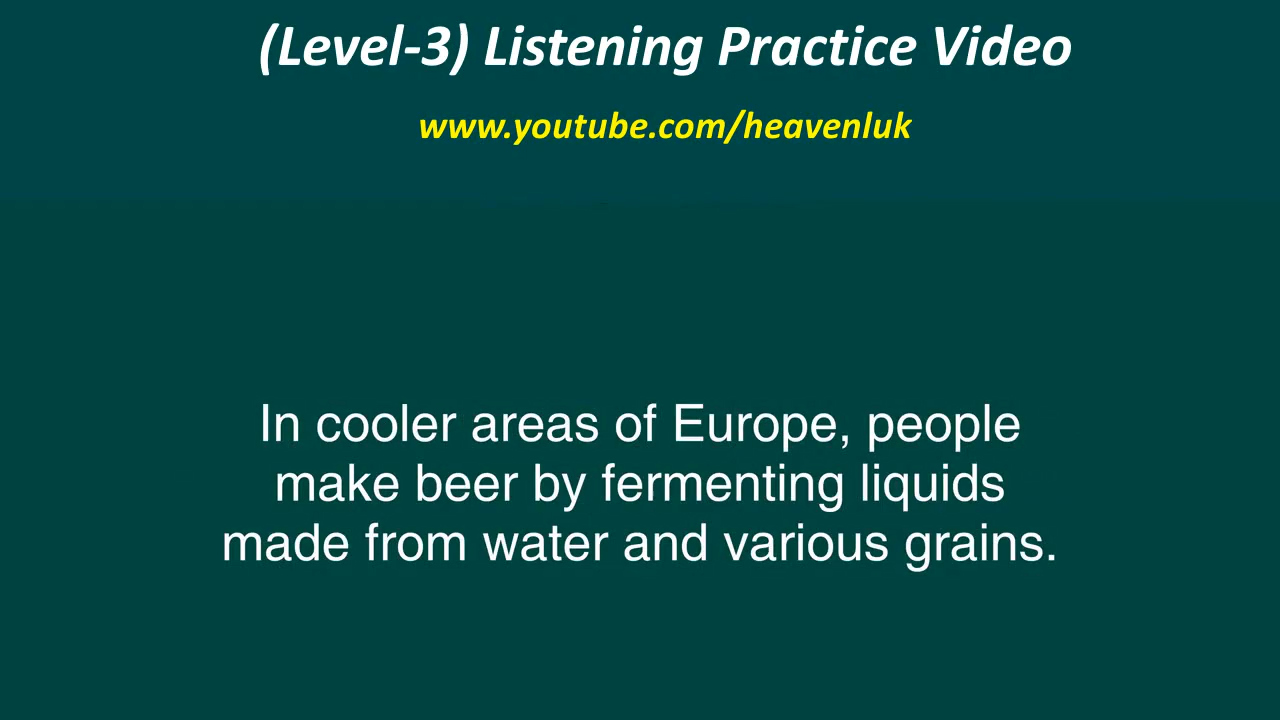 (Level-3) Listening Practice Video
www.youtube.com/heavenluk
In cooler areas of Europe, people
make beer by fermenting liquids
made from water and various grains.